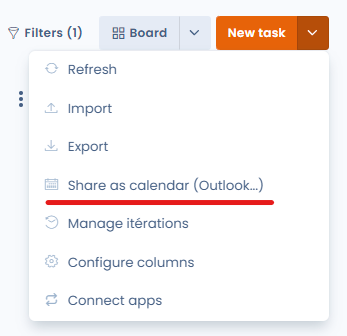 Filters (1)
Board
New task
Refresh
Import
Export
Share as calendar (Outlook...)
Manage itérations
Configure columns
Connect apps